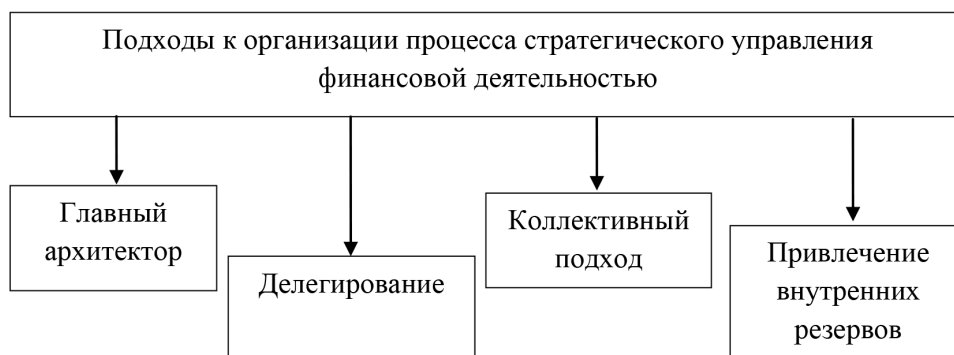 Подходы к организации процесса стратегического управления
финансовой деятельностью
Главный
архитектор
Делегирование
Коллективный
подход
Привлечение
внутренних
резервов